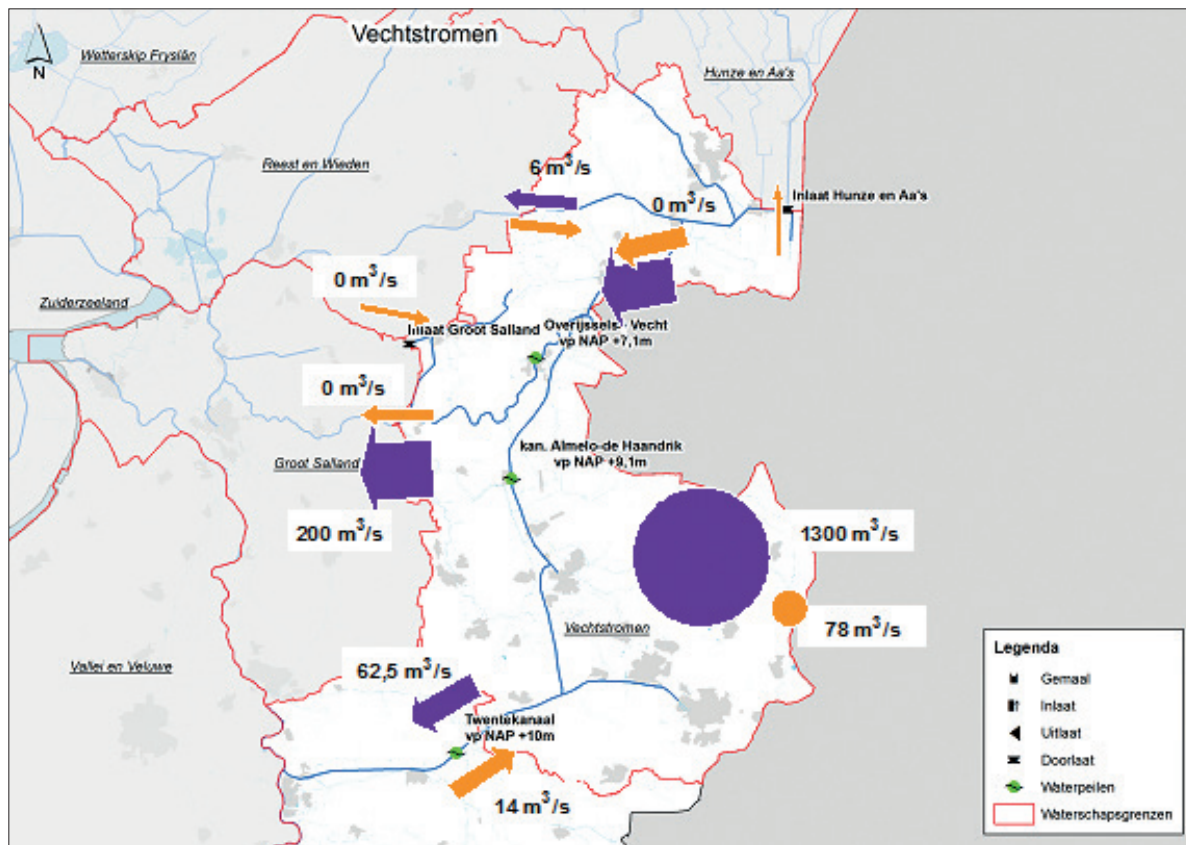 Vechtstromen
Wetterskip Fryslân
N
Hunze en Aa's
Reest en Wieden
6 m³/s
0 m³/s
Inlaat Hunze en Aa's
0 m³/s
Zuiderzeeland
Inlaat Groot Salland
Overijssels- Vecht
vp NAP +7,1m
0 m³/s
kan. Almelo-de Haandrik
vp NAP +9,1m
Groot Salland
200 m³/s
1300 m³/s
78 m³/s
Vechtstromen
Vallei en Veluwe
62,5 m³/s
Twentekanaal
vp NAP +10m
14 m³/s
Legenda
Gemaal
Inlaat
Uitlaat
Doorlaat
Waterpeilen
Waterschapsgrenzen